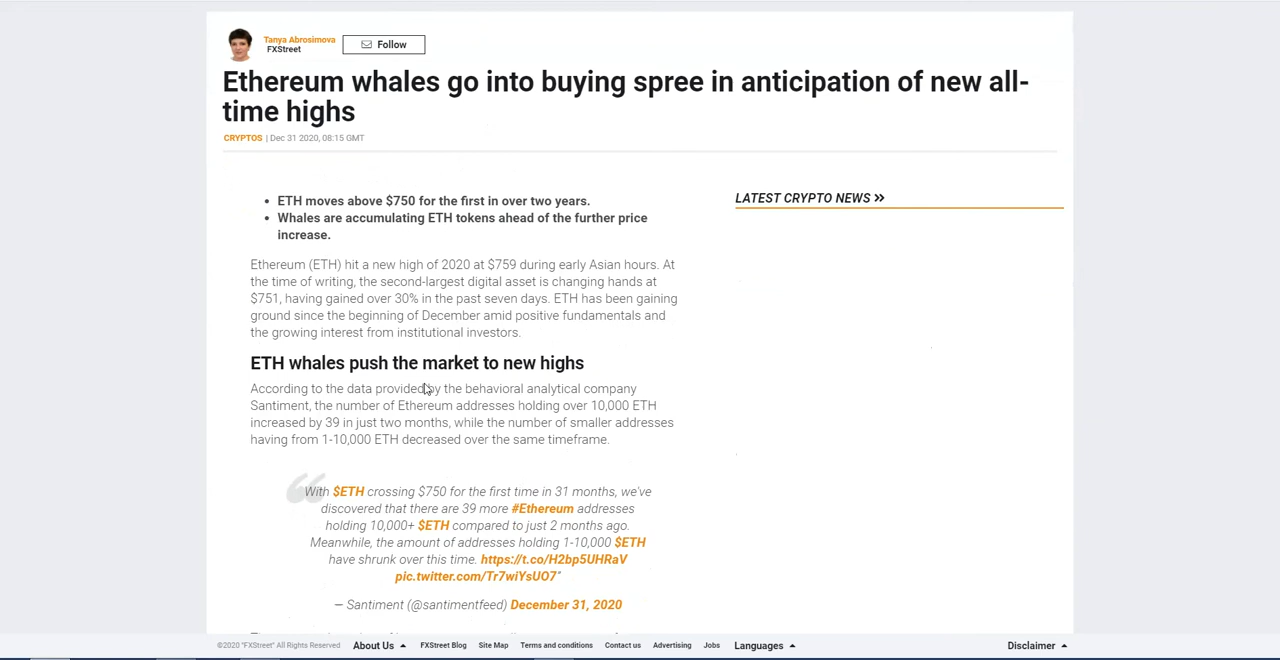 Tanya Abrosimova
FXStreet
Follow
Ethereum whales go into buying spree in anticipation of new all-
time highs
CRYPTOS | Dec 31 2020, 08:15 GMT
• ETH moves above $750 for the first in over two years.
• Whales are accumulating ETH tokens ahead of the further price
increase.
LATEST CRYPTO NEWS »
Ethereum (ETH) hit a new high of 2020 at $759 during early Asian hours. At
the time of writing, the second-largest digital asset is changing hands at
$751, having gained over 30% in the past seven days. ETH has been gaining
ground since the beginning of December amid positive fundamentals and
the growing interest from institutional investors.
ETH whales push the market to new highs
According to the data provided by the behavioral analytical company
Santiment, the number of Ethereum addresses holding over 10,000 ETH
increased by 39 in just two months, while the number of smaller addresses
having from 1-10,000 ETH decreased over the same timeframe.
With $ETH crossing $750 for the first time in 31 months, we've
discovered that there are 39 more #Ethereum addresses
holding 10,000+ $ETH compared to just 2 months ago.
Meanwhile, the amount of addresses holding 1-10,000 $ETH
have shrunk over this time. https://t.co/H2bp5UHRaV
pic.twitter.com/Tr7wiYsUO7"
— Santiment (@santimentfeed) December 31, 2020
©2020 "FXStreet" All Rights Reserved
About Us
FXStreet Blog
Site Map
Terms and conditions
Contact us
Advertising
Jobs
Languages
Disclaimer